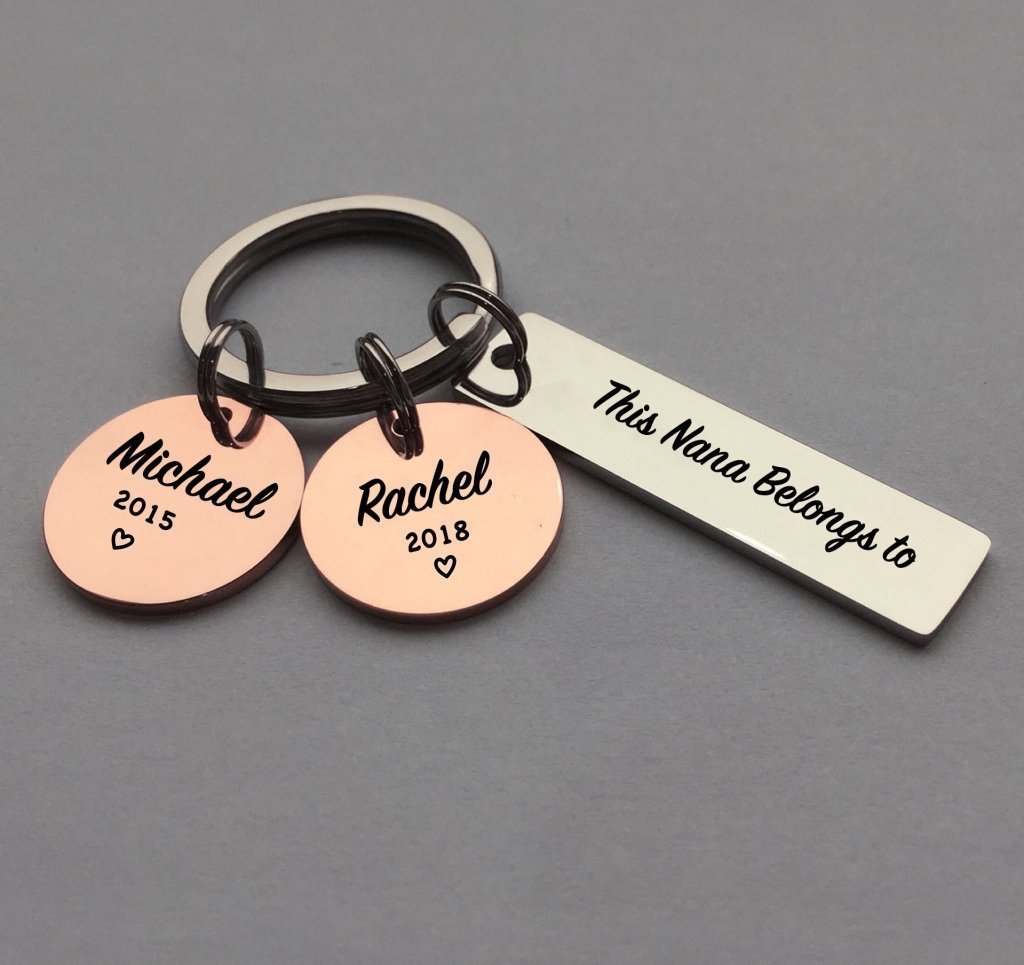 This Nana Belongs to
Michael
2015
Rachel
2018